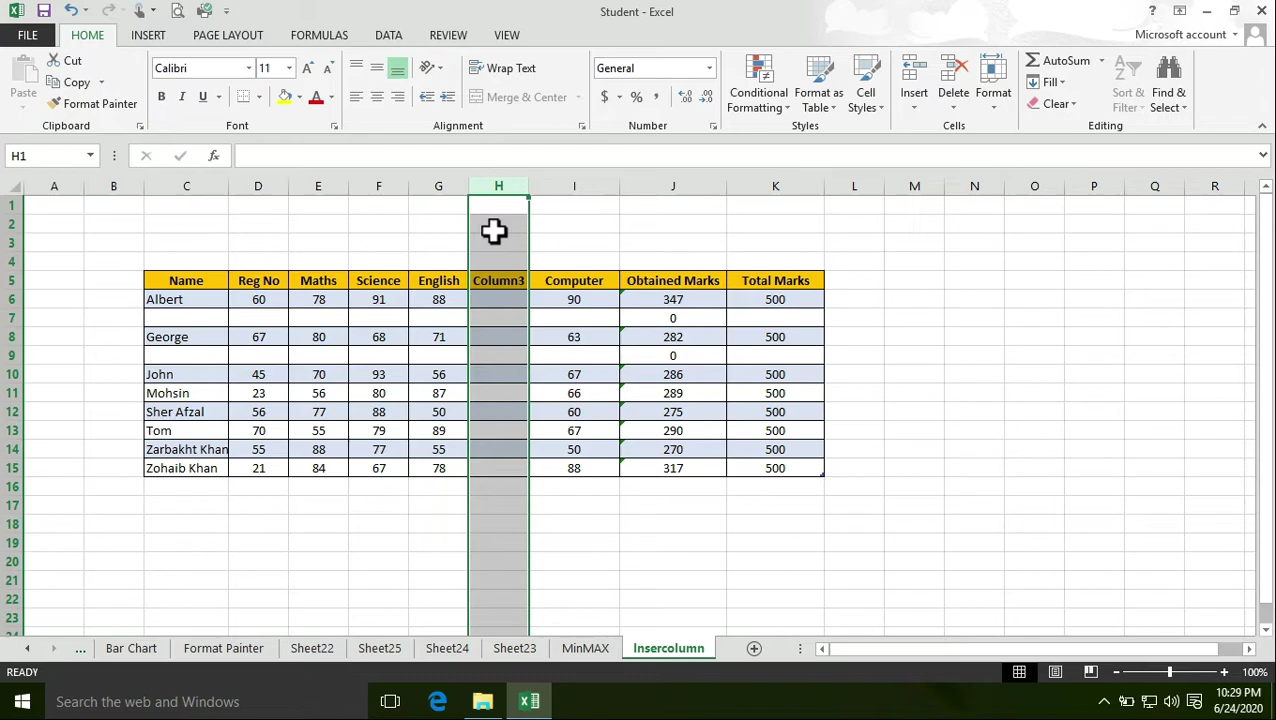 Student - Excel
FILE HOME INSERT PAGE LAYOUT FORMULAS DATA REVIEW VIEW Microsoft account
Paste Cut Copy Format Painter
Calibri 11 B I U A
Wrap Text Merge & Center
General $ % ,
Conditional Formatting Format as Table Cell Styles
Insert Delete Format
AutoSum Fill Clear Sort & Filter Find & Select
Clipboard Font Alignment Number Styles Cells Editing
H1 fx
A B C D E F G H I J K L M N O P Q R
1
2
3
4
5 Name Reg No Maths Science English Column3 Computer Obtained Marks Total Marks
6 Albert 60 78 91 88 90 347 500
7 0
8 George 67 80 68 71 63 282 500
9 0
10 John 45 70 93 56 67 286 500
11 Mohsin 23 56 80 87 66 289 500
12 Sher Afzal 56 77 88 50 60 275 500
13 Tom 70 55 79 89 67 290 500
14 Zarbakht Khan 55 88 77 55 50 270 500
15 Zohaib Khan 21 84 67 78 88 317 500
16
17
18
19
20
21
22
23
... Bar Chart Format Painter Sheet22 Sheet25 Sheet24 Sheet23 MinMAX Insercolumn
READY 100%
Search the web and Windows 10:29 PM
6/24/2020